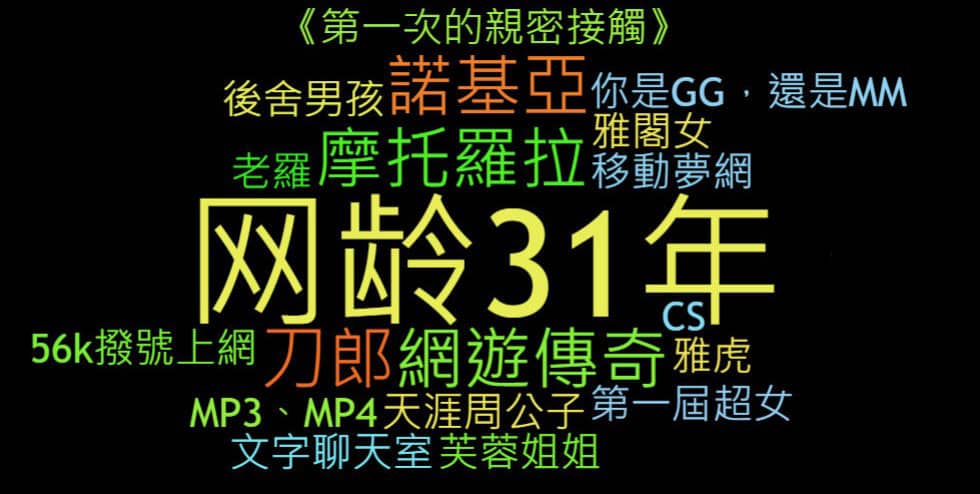 《第一次的親密接觸》
後舍男孩 諾基亞 你是GG，還是MM
雅閣女
老羅 摩托羅拉 移動夢網
网龄31年
CS
56k撥號上網 刀郎 網遊傳奇 雅虎
MP3、MP4 天涯周公子 第一屆超女
文字聊天室 芙蓉姐姐